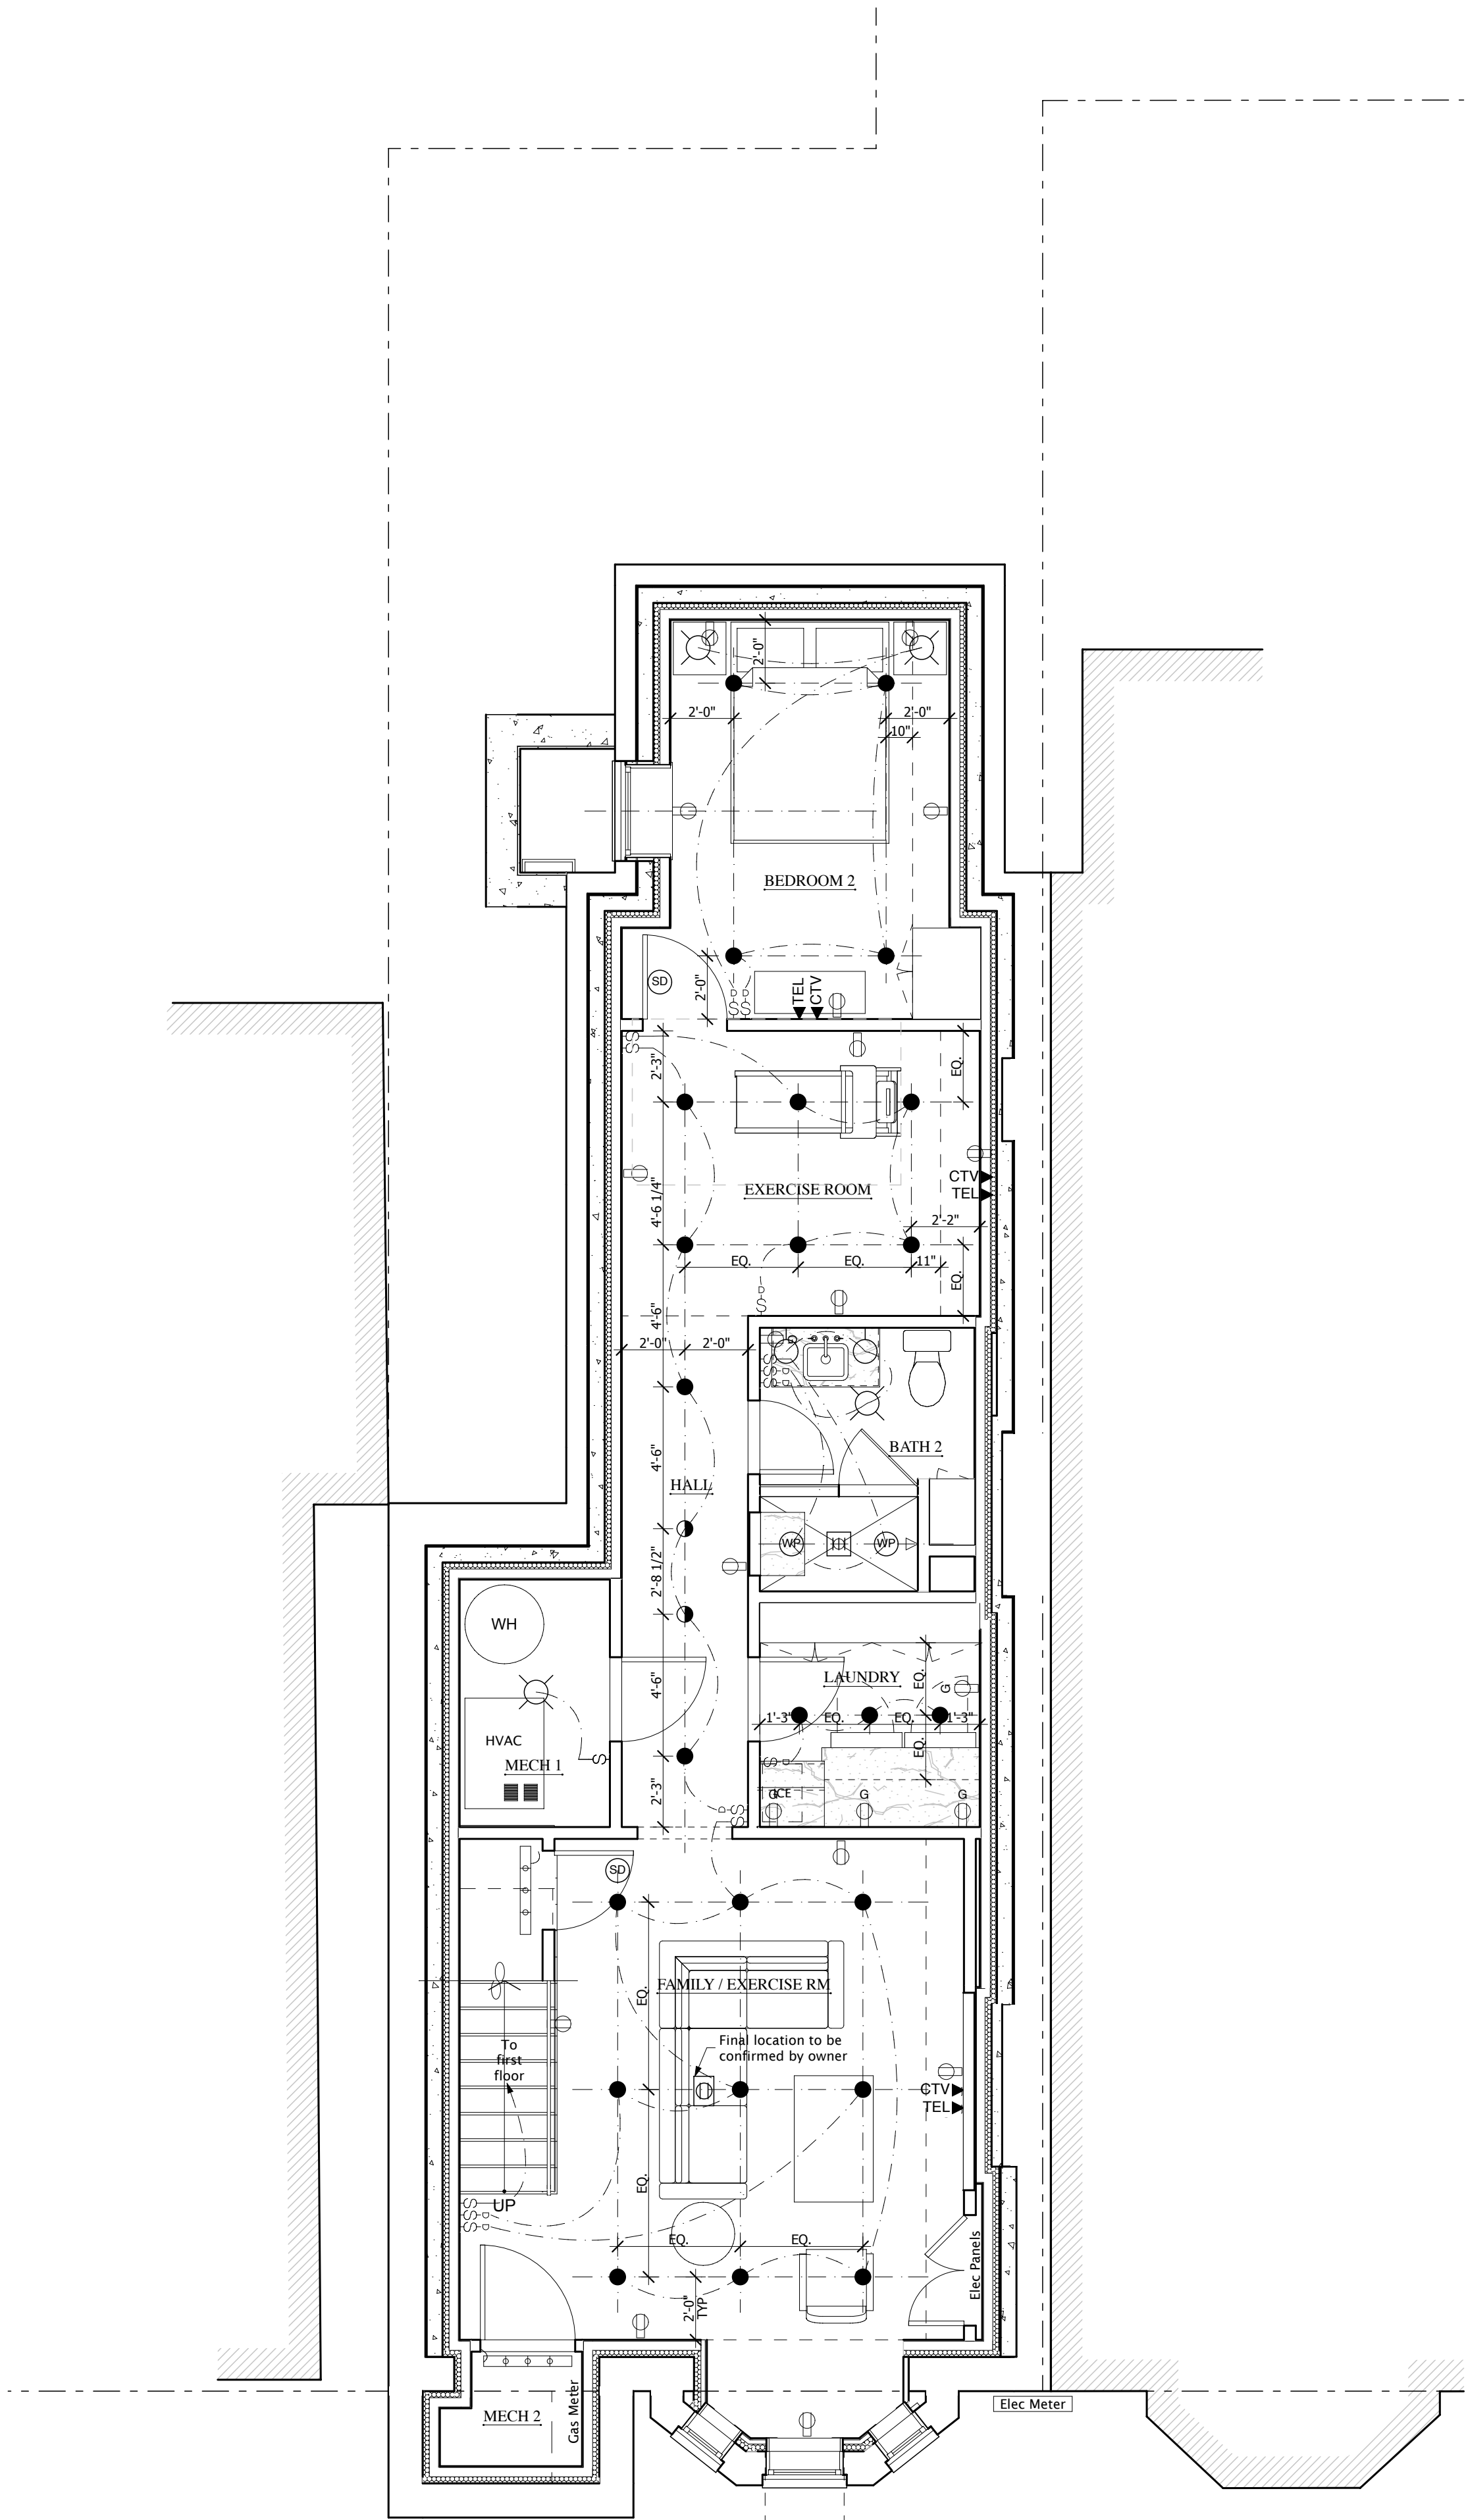 2'-0"
2'-0"
2'-0"
10"
BEDROOM 2
SD
2'-0"
D
D
S
S
TEL
CTV
S
S
2'-3"
EQ.
CTV
TEL
EXERCISE ROOM
4'-6 1/4"
2'-2"
EQ.
EQ.
11"
EQ.
D
S
4'-6"
2'-0"
2'-0"
G
S
S
D
S
D
4'-6"
BATH 2
HALL
WP
WP
2'-8 1/2"
WH
4'-6"
LAUNDRY
EQ.
G
1'-3"
EQ.
EQ.
1'-3"
HVAC
S
MECH 1
EQ.
S
D
2'-3"
G
ICE
G
G
D
S
S
SD
EQ.
FAMILY / EXERCISE RM
To
first
floor
Final location to be
confirmed by owner
CTV
TEL
EQ.
UP
S
S
D
S
D
EQ.
EQ.
Elec Panels
2'-0"
TYP
Gas Meter
MECH 2
Elec Meter